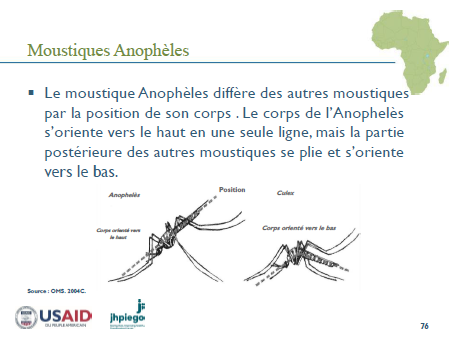 Moustiques Anophèles
▪ Le moustique Anophèles diffère des autres moustiques
par la position de son corps . Le corps de l'Anophelès
s'oriente vers le haut en une seule ligne, mais la partie
postérieure des autres moustiques se plie et s'oriente
vers le bas.
Position
Anophelès
Culex
Corps orienté vers
le haut
Corps orienté vers le bas
Source : OMS. 2004C.
USAID
jhpiego
76